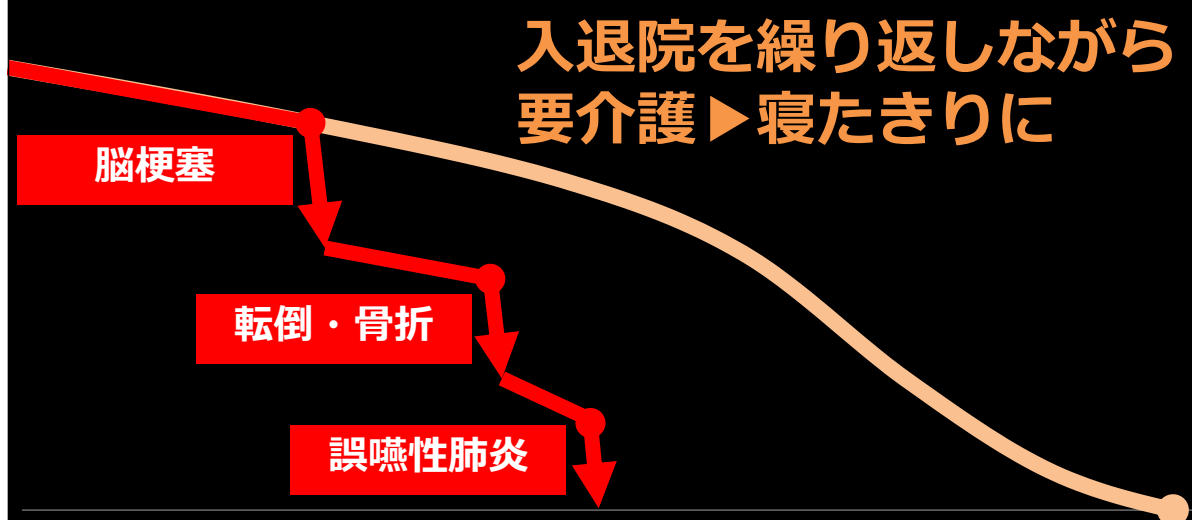 入退院を繰り返しながら
要介護▶寝たきりに
脳梗塞
転倒・骨折
誤嚥性肺炎